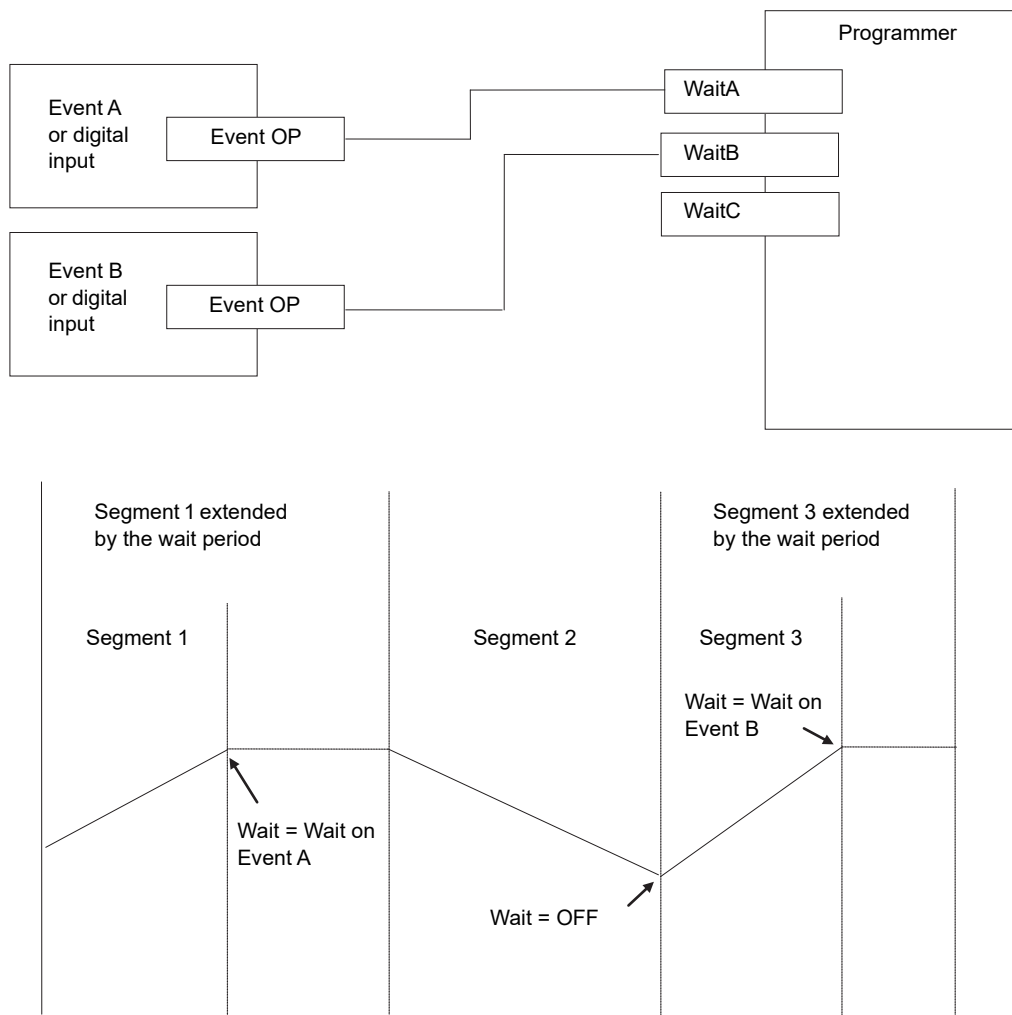 Programmer
Event A
or digital
input
Event OP
WaitA
WaitB
WaitC
Event B
or digital
input
Event OP
Segment 1 extended
by the wait period
Segment 3 extended
by the wait period
Segment 1
Segment 2
Segment 3
Wait = Wait on
Event B
Wait = Wait on
Event A
Wait = OFF